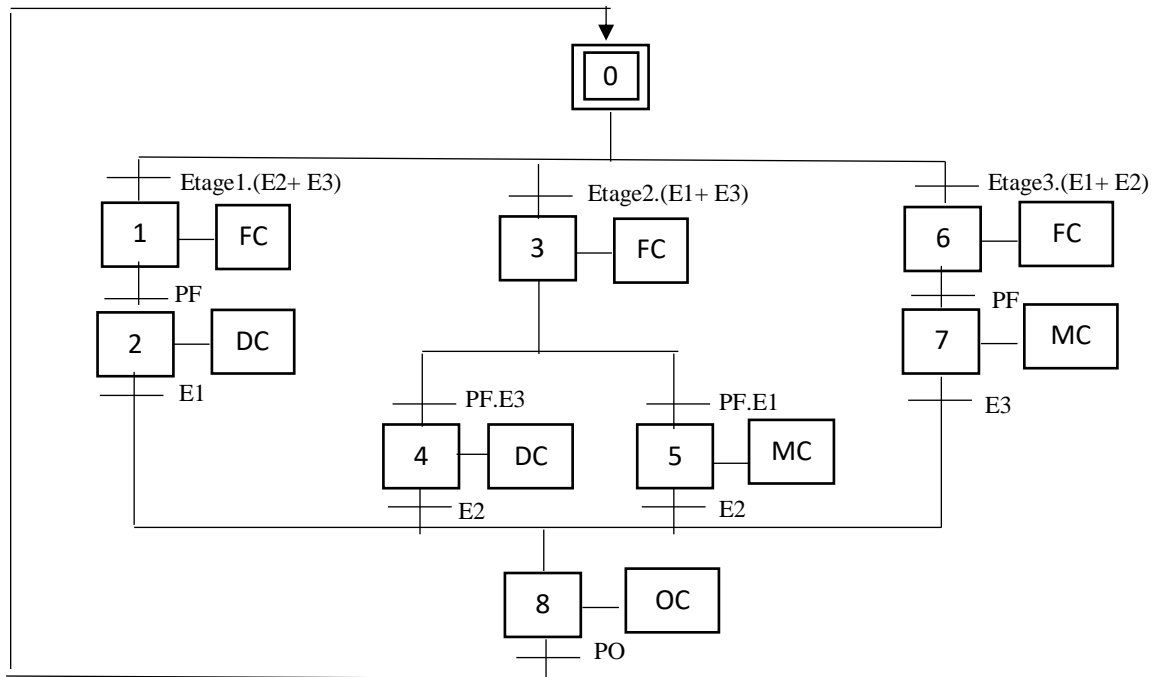 0
Etage1.(E2+ E3)
Etage2.(E1+ E3)
Etage3.(E1+ E2)
1
FC
3
FC
6
FC
PF
PF
2
DC
7
MC
E1
PF.E3
PF.E1
E3
4
DC
5
MC
E2
E2
8
OC
PO